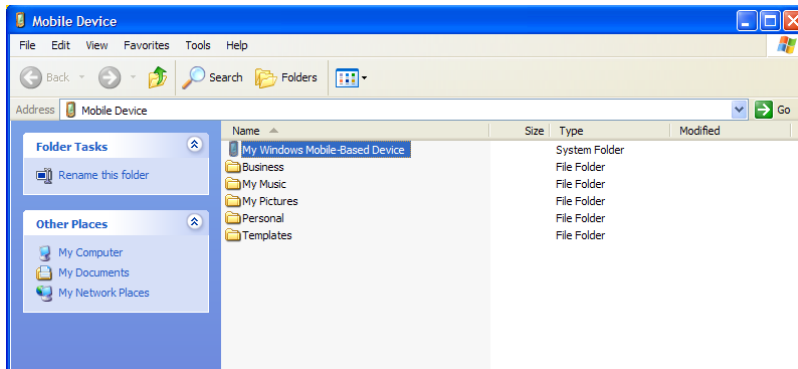 Mobile Device
File Edit View Favorites Tools Help
Back Search Folders
Address Mobile Device Go
Name Size Type Modified
Folder Tasks
Rename this folder
Other Places
My Computer
My Documents
My Network Places
My Windows Mobile-Based Device System Folder
Business File Folder
My Music File Folder
My Pictures File Folder
Personal File Folder
Templates File Folder